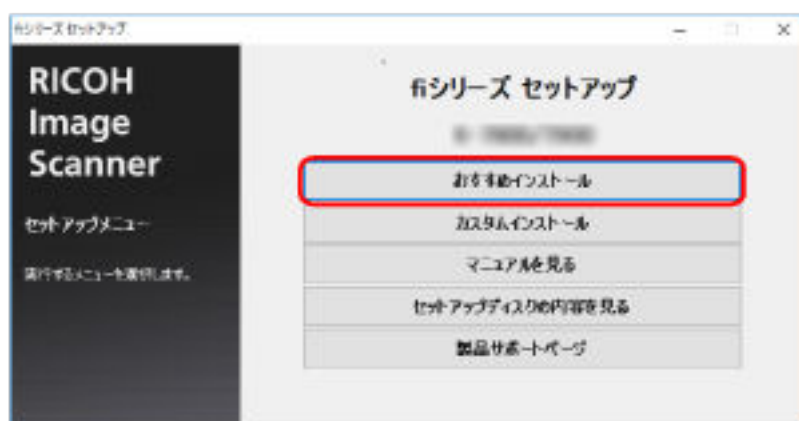 fiシリーズ セットアップ
RICOH
Image
Scanner
セットアップメニュー
実行するメニューを選択します。
fiシリーズ セットアップ
おすすめインストール
カスタムインストール
マニュアルを見る
セットアップディスクの内容を見る
製品サポートページ